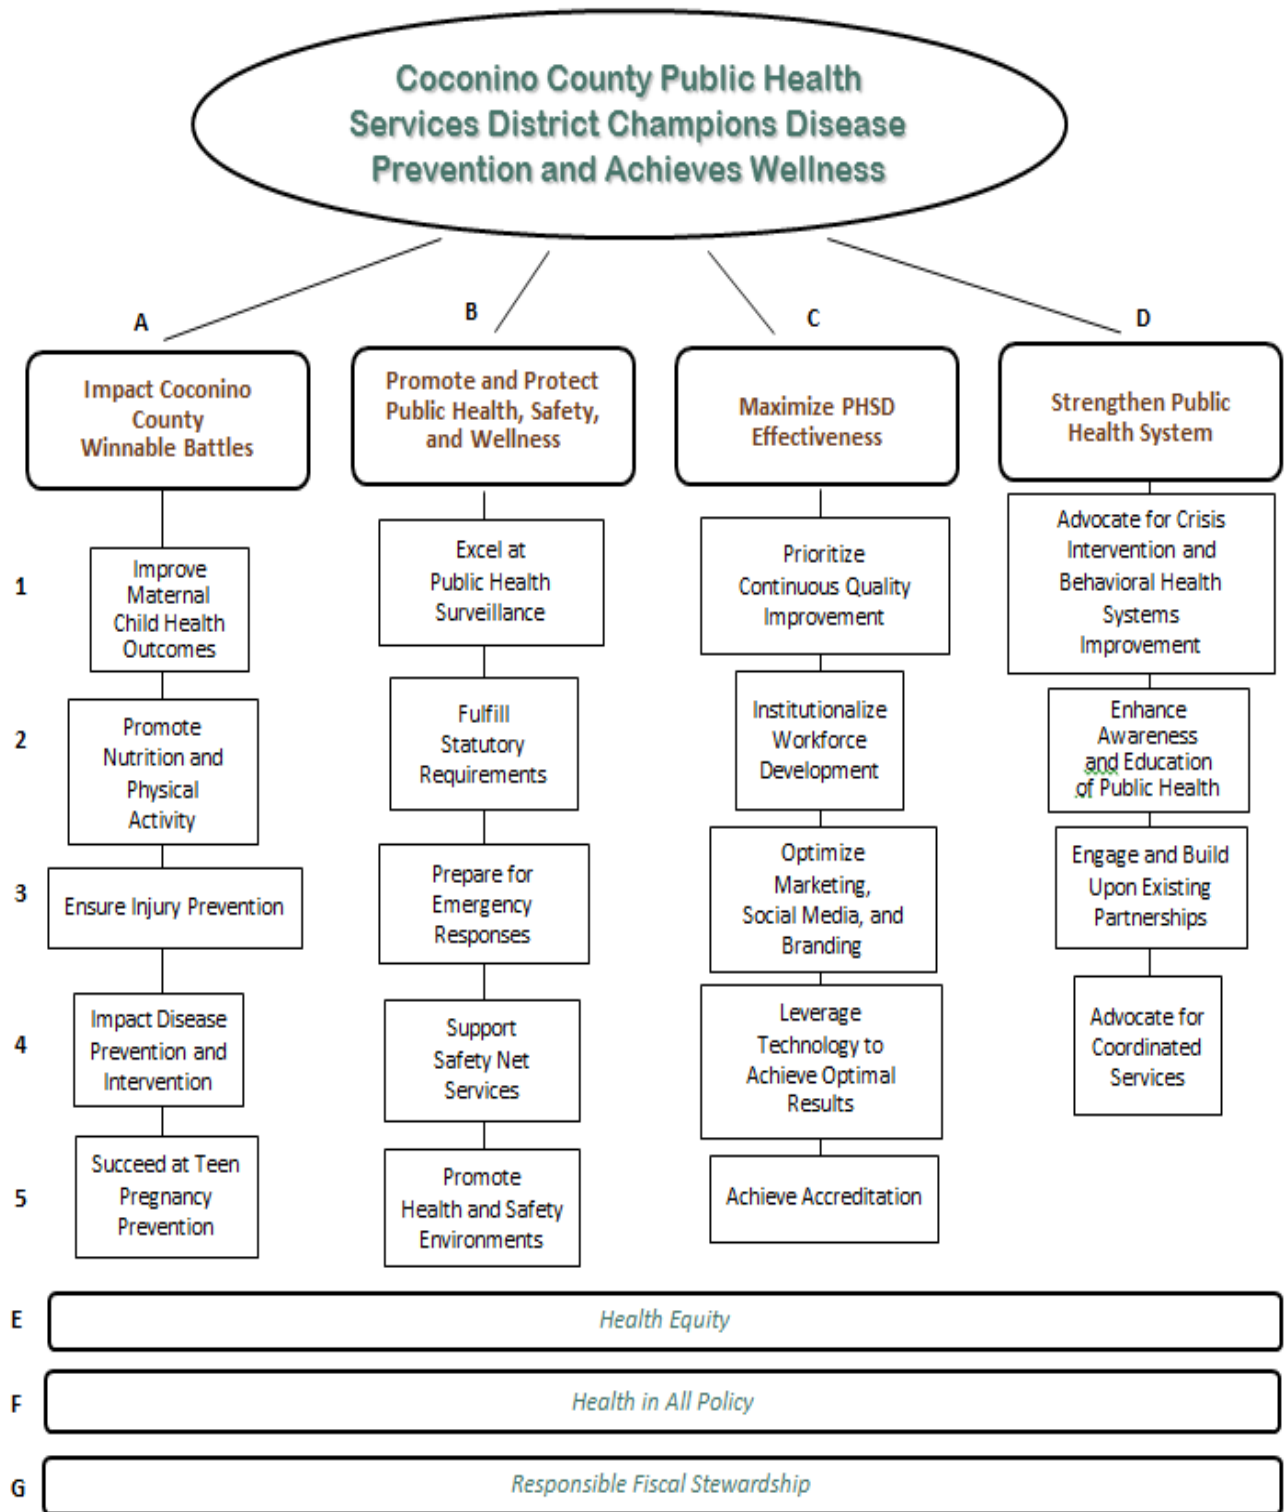 Coconino County Public Health
Services District Champions Disease
Prevention and Achieves Wellness
A
B
C
D
Impact Coconino
County
Winnable Battles
Promote and Protect
Public Health, Safety,
and Wellness
Maximize PHSD
Effectiveness
Strengthen Public
Health System
1
Improve
Maternal
Child Health
Outcomes
Excel at
Public Health
Surveillance
Prioritize
Continuous Quality
Improvement
Advocate for Crisis
Intervention and
Behavioral Health
Systems
Improvement
2
Promote
Nutrition and
Physical
Activity
Fulfill
Statutory
Requirements
Institutionalize
Workforce
Development
Enhance
Awareness
and Education
of Public Health
3
Ensure Injury Prevention
Prepare for
Emergency
Responses
Optimize
Marketing,
Social Media, and
Branding
Engage and Build
Upon Existing
Partnerships
4
Impact Disease
Prevention and
Intervention
Support
Safety Net
Services
Leverage
Technology to
Achieve Optimal
Results
Advocate for
Coordinated
Services
5
Succeed at Teen
Pregnancy
Prevention
Promote
Health and Safety
Environments
Achieve Accreditation
E
Health Equity
F
Health in All Policy
G
Responsible Fiscal Stewardship